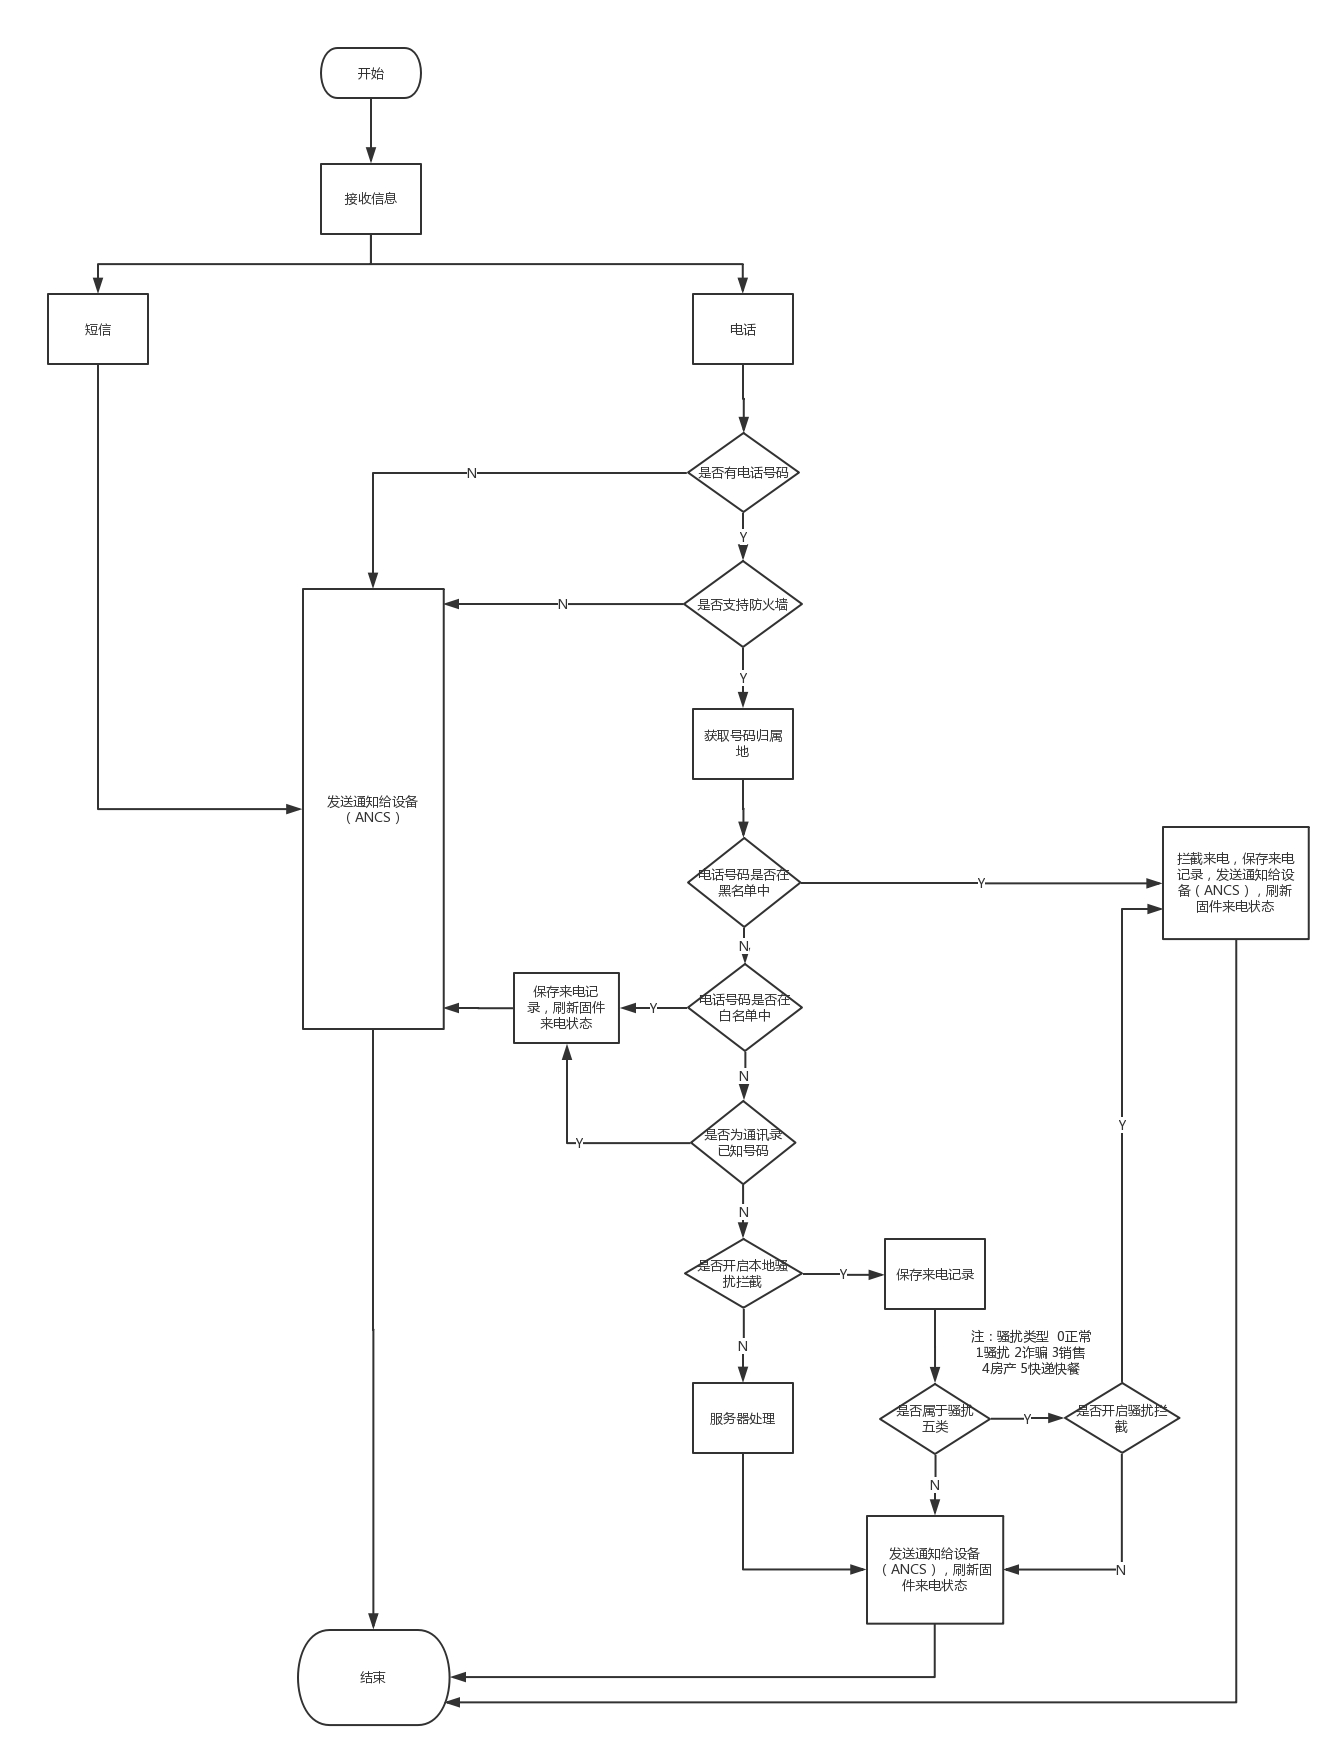 开始
接收信息
短信
电话
是否有电话号码
N
Y
是否支持防火墙
N
Y
获取号码归属
地
发送通知给设备
（ANCS）
电话号码是否在
黑名单中
Y
拦截来电，保存来电
记录，发送通知给设
备（ANCS），刷新
固件来电状态
N
电话号码是否在
白名单中
Y
保存来电记
录，刷新固件
来电状态
N
Y
是否为通讯录
已知号码
Y
N
是否开启本地骚
扰拦截
Y
保存来电记录
N
注：骚扰类型 0正常
1骚扰 2诈骗 3销售
4房产 5快递快餐
服务器处理
是否属于骚扰
五类
Y
是否开启骚扰拦
截
N
发送通知给设备
（ANCS），刷新固
件来电状态
N
结束